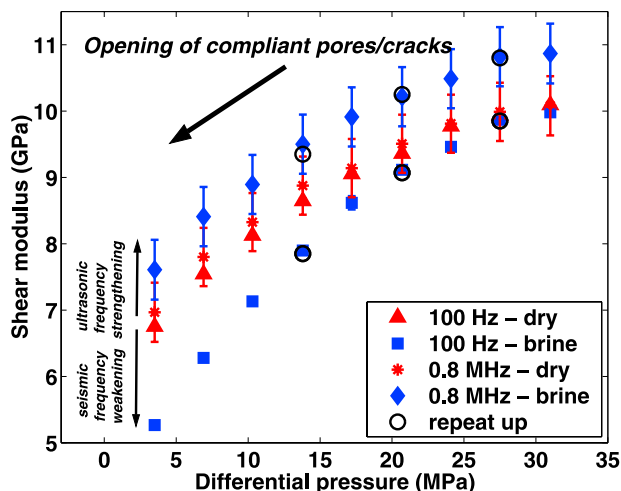 Opening of compliant pores/cracks
Shear modulus (GPa)
11
10
9
8
7
6
5
ultrasonic
frequency
strengthening
seismic
frequency
weakening
100 Hz – dry
100 Hz – brine
0.8 MHz – dry
0.8 MHz – brine
repeat up
0 5 10 15 20 25 30 35
Differential pressure (MPa)